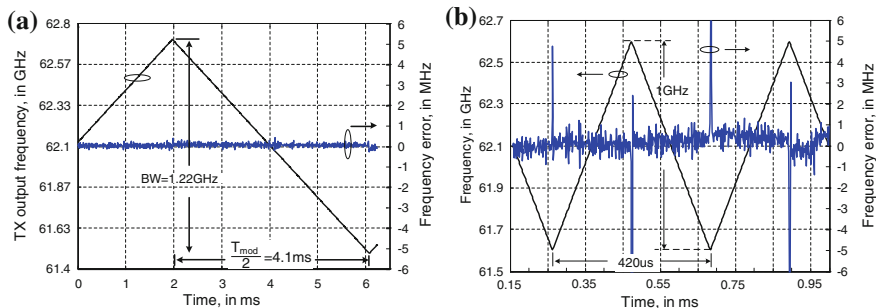 (a)
62.8
62.57
62.33
62.1
61.87
61.63
61.4
TX output frequency, in GHz
6
5
4
3
2
1
0
-1
-2
-3
-4
-5
-6
Frequency error, in MHz
BW=1.22GHz
T_mod
2
=4.1ms
0 1 2 3 4 5 6
Time, in ms
(b)
62.7
62.5
62.3
62.1
61.9
61.7
61.5
Frequency, in GHz
6
5
4
3
2
1
0
-1
-2
-3
-4
-5
-6
Frequency error, in MHz
1GHz
420us
0.15 0.35 0.55 0.75 0.95
Time, in ms